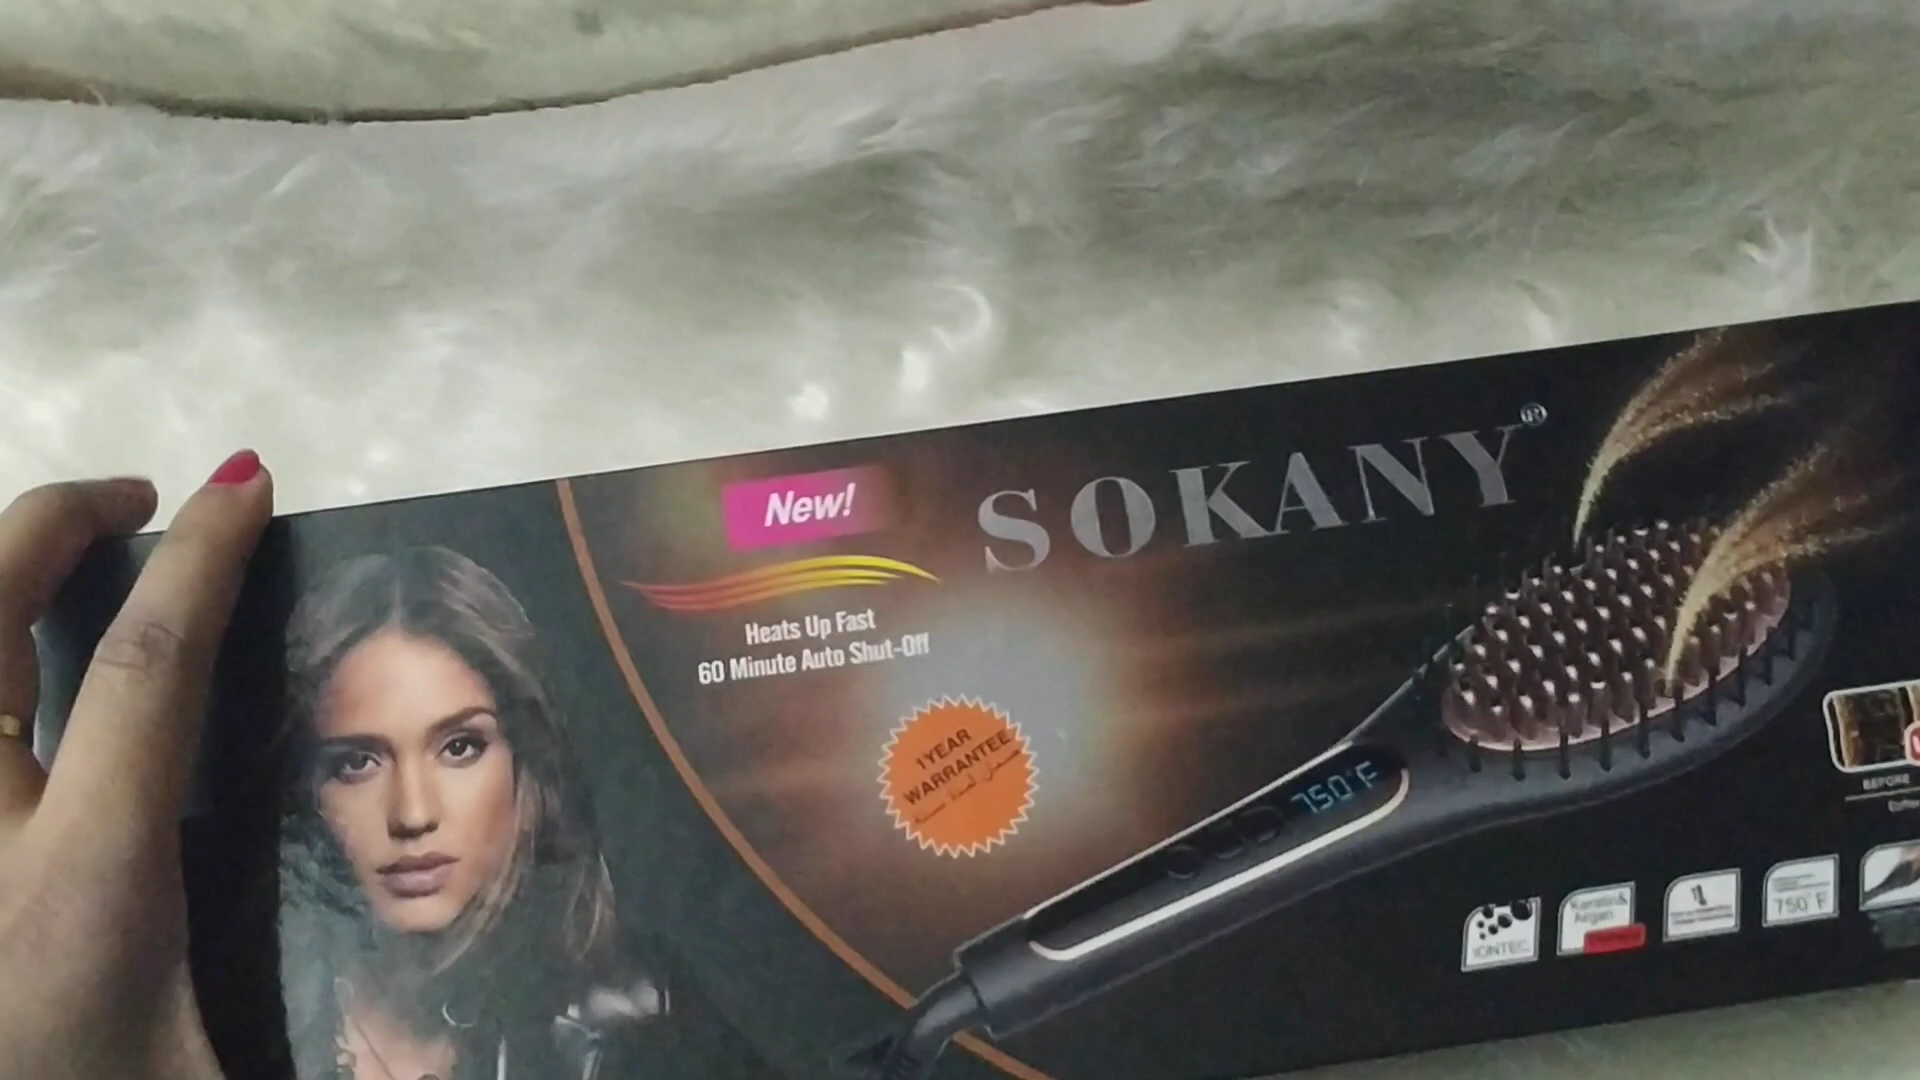 New!
SOKANY®
Heats Up Fast
60 Minute Auto Shut-Off
1YEAR
WARRANTEE
750°F
BEFORE
IONTEC
Keratin&
Argan
750°F